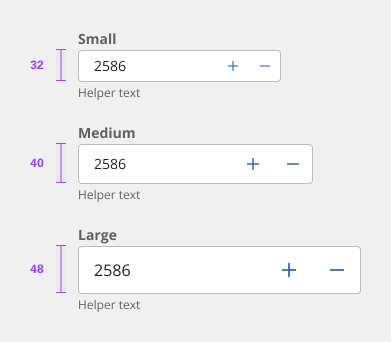 Small
32
2586
Helper text
Medium
40
2586
Helper text
Large
48
2586
Helper text